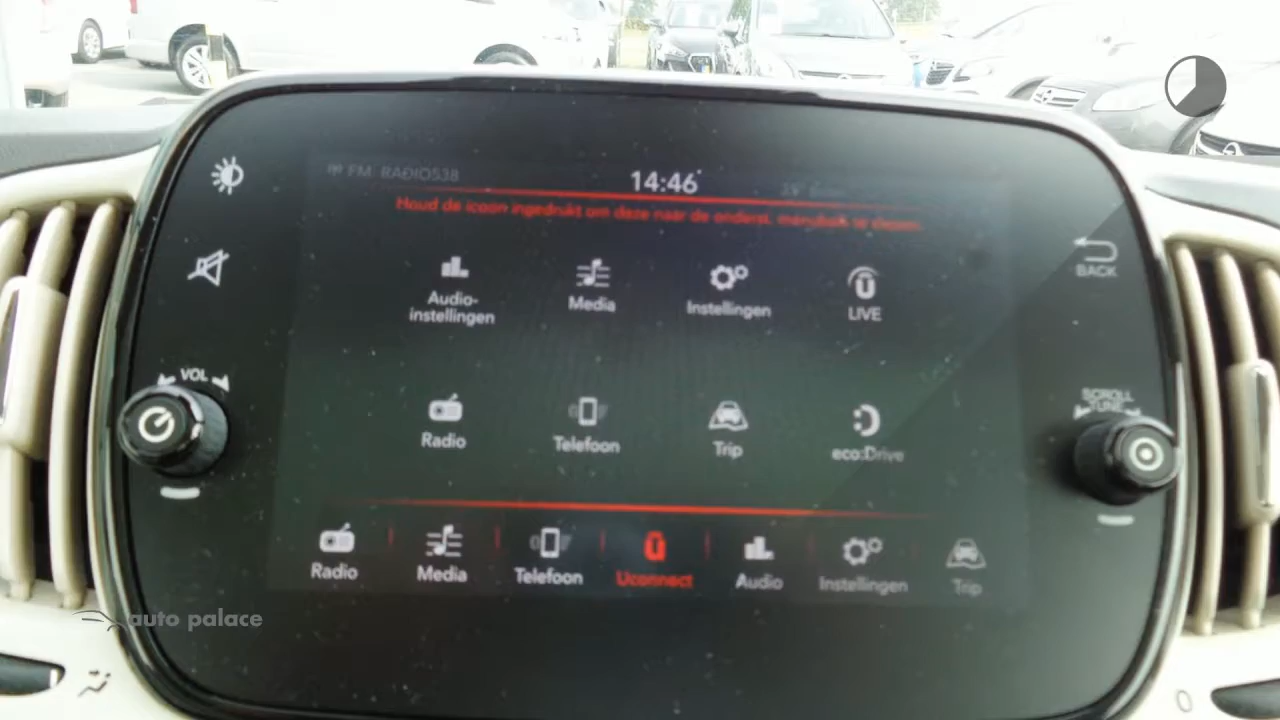 FM RADIO538
14:46
Houd de icoon ingedrukt om deze naar de onderst. menubalk te slepen.
BACK
Audio-
instellingen
Media
Instellingen
LIVE
VOL
SCROLL
TUNE
Radio
Telefoon
Trip
eco:Drive
Radio
Media
Telefoon
Uconnect
Audio
Instellingen
Trip
auto palace
0